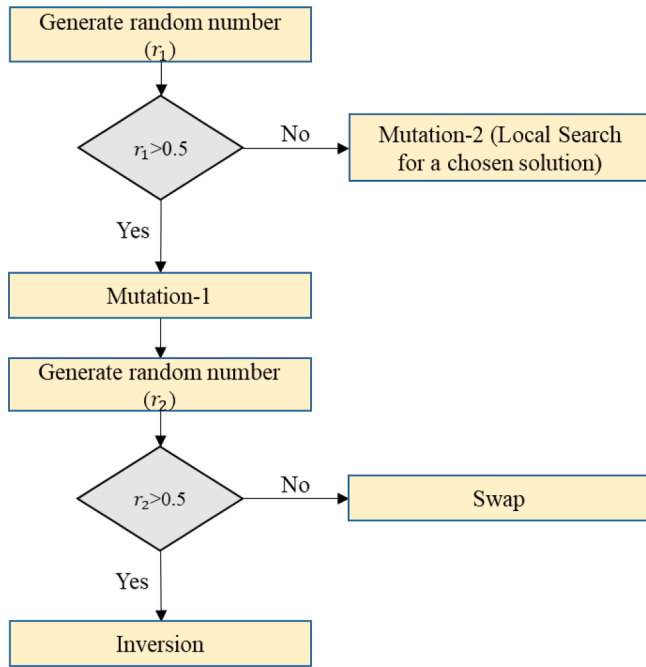 Generate random number
(r₁)
r₁>0.5
No
Mutation-2 (Local Search
for a chosen solution)
Yes
Mutation-1
Generate random number
(r₂)
r₂>0.5
No
Swap
Yes
Inversion